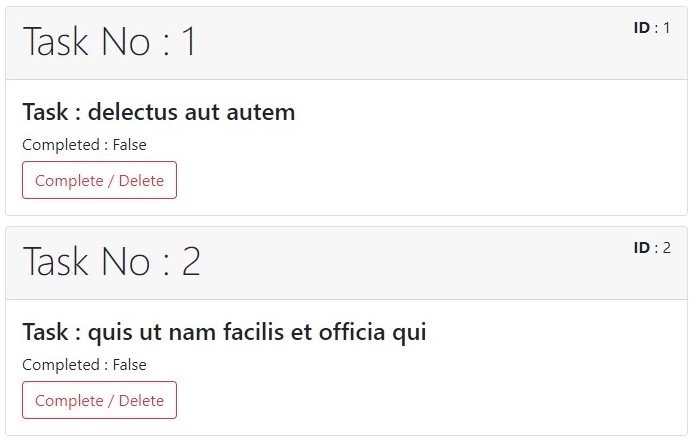 Task No : 1
ID : 1
Task : delectus aut autem
Completed : False
Complete / Delete
Task No : 2
ID : 2
Task : quis ut nam facilis et officia qui
Completed : False
Complete / Delete